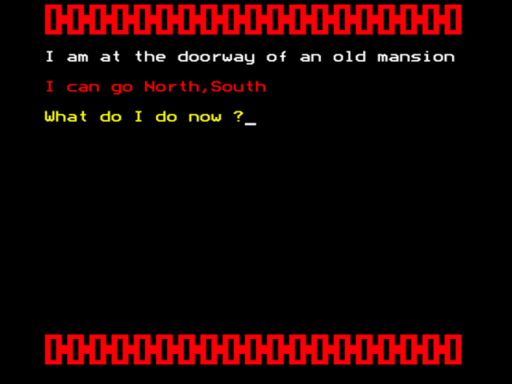 I am at the doorway of an old mansion
I can go North,South
What do I do now ?_